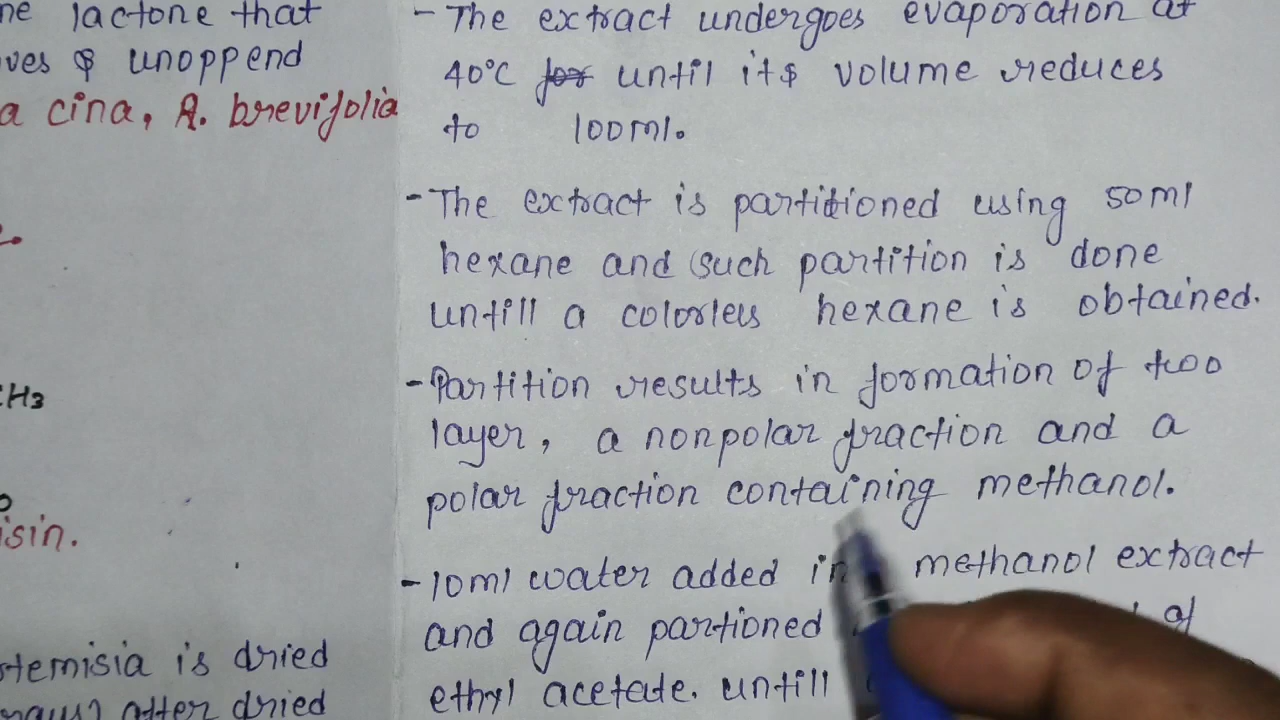 ne lactone that
ves & unoppend
a cina, A. brevifolia
CH3
isin.
temisia is dried
after dried
- The extract undergoes evaporation at
40°C for until its volume reduces
to 100ml.
- The extract is partitioned using 50ml
hexane and such partition is done
untill a colorless hexane is obtained.
- Partition results in formation of two
layer, a nonpolar fraction and a
polar fraction containing methanol.
- 10ml water added in methanol extract
and again partioned of
ethyl acetate. untill